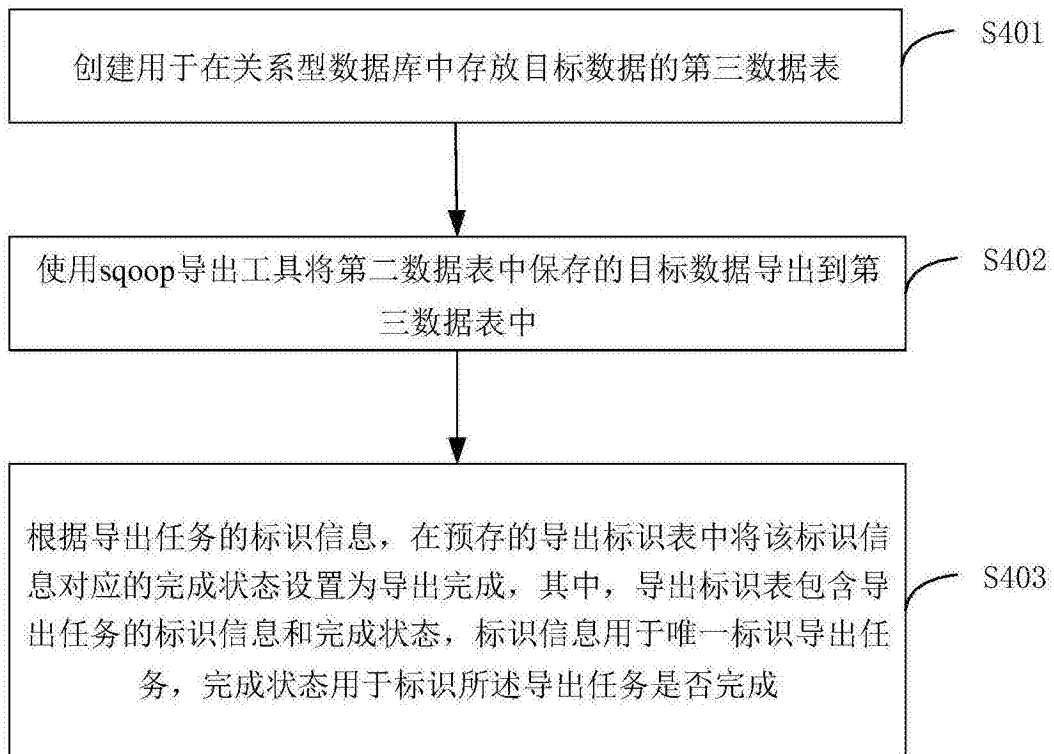 创建用于在关系型数据库中存放目标数据的第三数据表
S401
使用sqoop导出工具将第二数据表中保存的目标数据导出到第
三数据表中
S402
根据导出任务的标识信息，在预存的导出标识表中将该标识信
息对应的完成状态设置为导出完成，其中，导出标识表包含导
出任务的标识信息和完成状态，标识信息用于唯一标识导出任
务，完成状态用于标识所述导出任务是否完成
S403